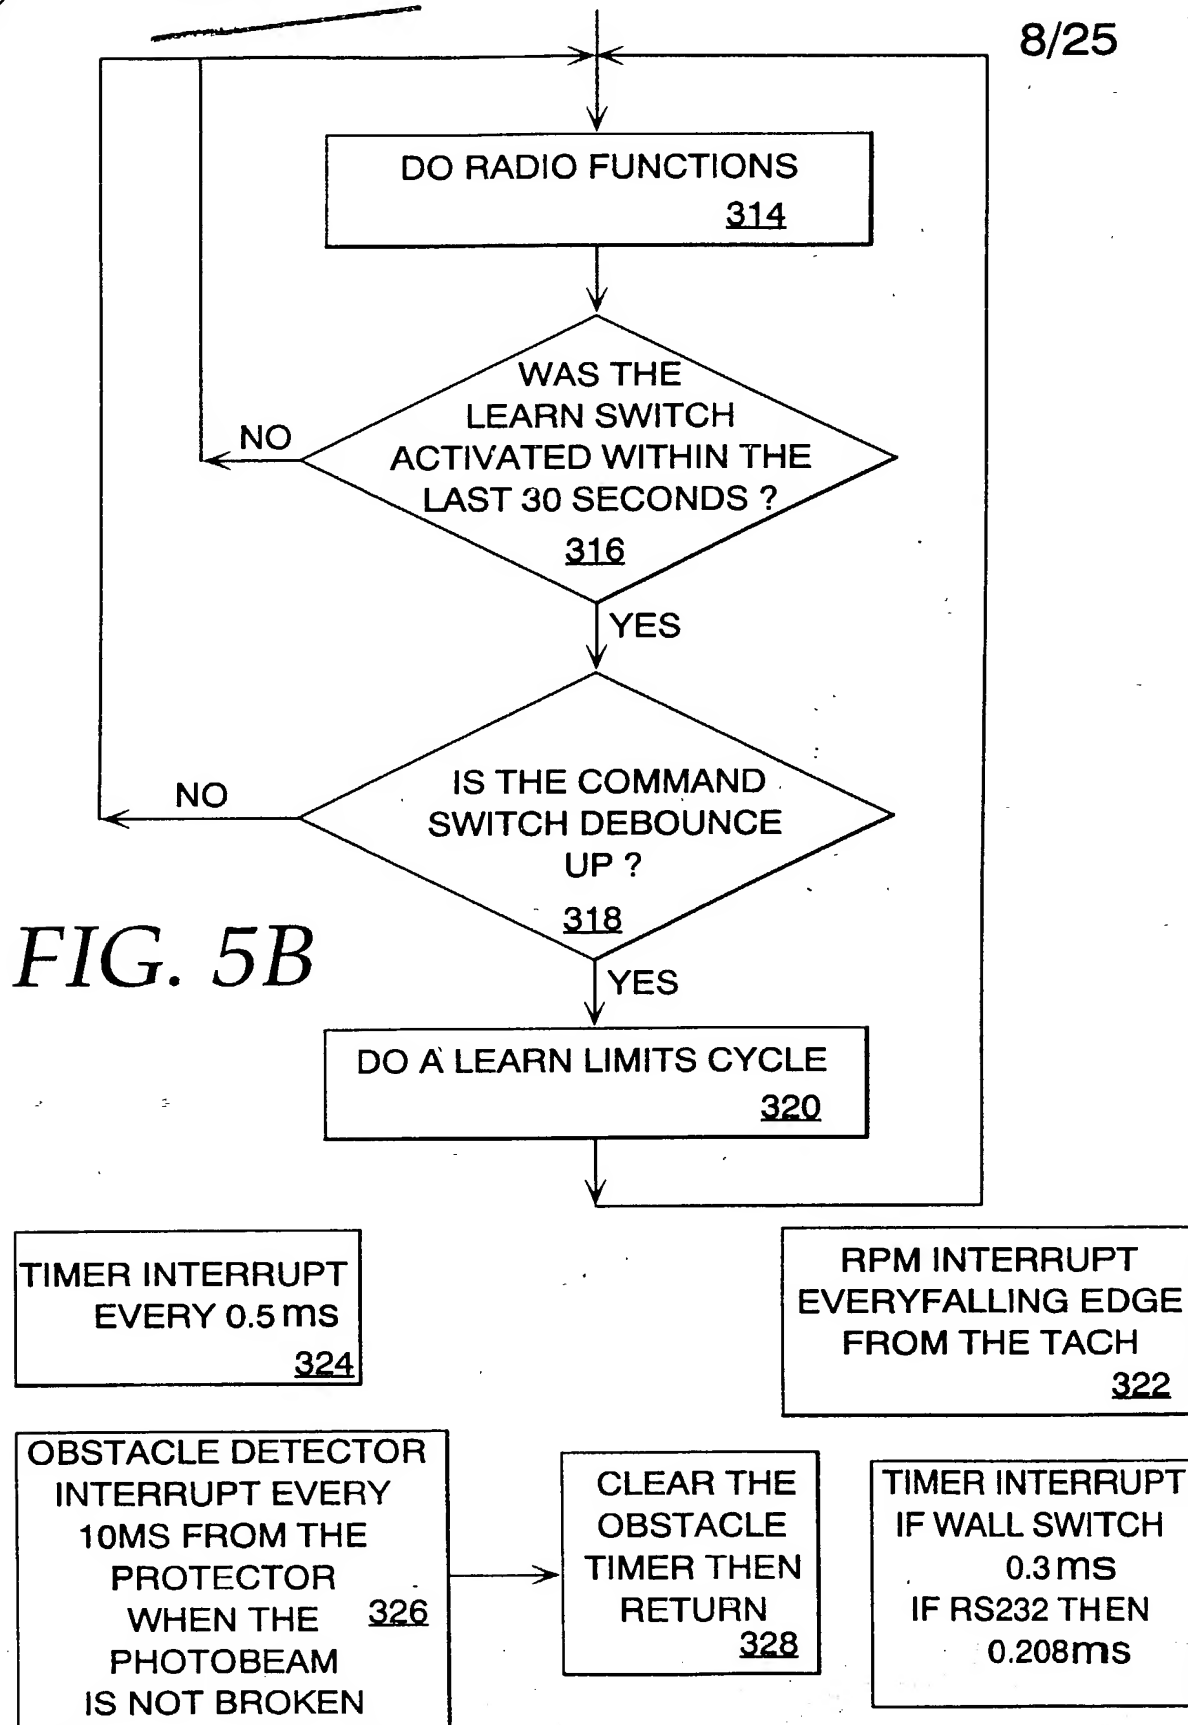 8/25
DO RADIO FUNCTIONS
314
WAS THE
LEARN SWITCH
ACTIVATED WITHIN THE
LAST 30 SECONDS ?
316
NO
YES
IS THE COMMAND
SWITCH DEBOUNCE
UP ?
318
NO
FIG. 5B
YES
DO A LEARN LIMITS CYCLE
320
TIMER INTERRUPT
EVERY 0.5 ms
324
RPM INTERRUPT
EVERYFALLING EDGE
FROM THE TACH
322
OBSTACLE DETECTOR
INTERRUPT EVERY
10MS FROM THE
PROTECTOR
WHEN THE
326
PHOTOBEAM
IS NOT BROKEN
CLEAR THE
OBSTACLE
TIMER THEN
RETURN
328
TIMER INTERRUPT
IF WALL SWITCH
0.3 ms
IF RS232 THEN
0.208ms